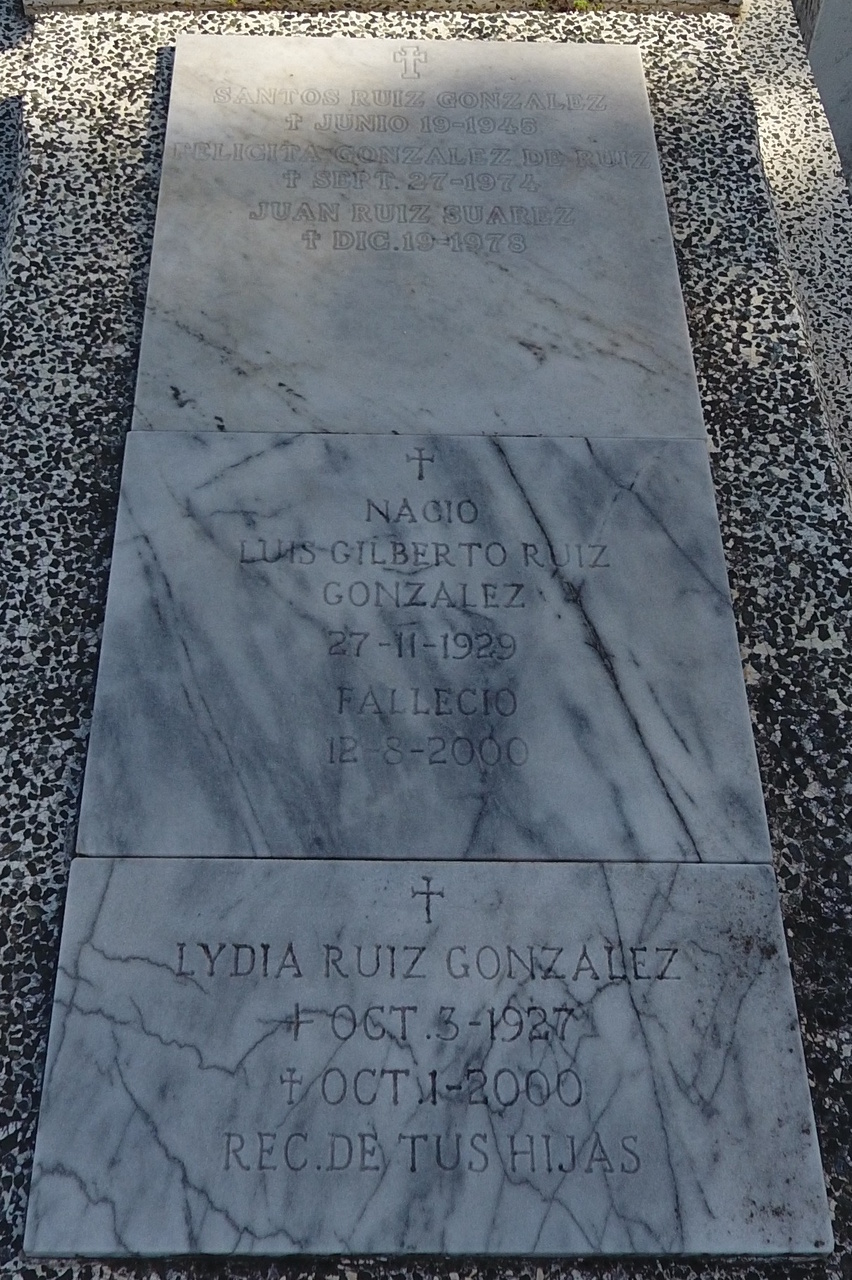 SANTOS RUIZ GONZALEZ
✝ JUNIO 19-1945
FELICITA GONZALEZ DE RUIZ
✝ SEPT. 27-1974
JUAN RUIZ SUAREZ
✝ DIC. 19-1978
NACIO
LUIS GILBERTO RUIZ
GONZALEZ
27-11-1929
FALLECIO
12-8-2000
LYDIA RUIZ GONZALEZ
✝ OCT. 3-1927
✝ OCT. 1-2000
REC. DE TUS HIJAS